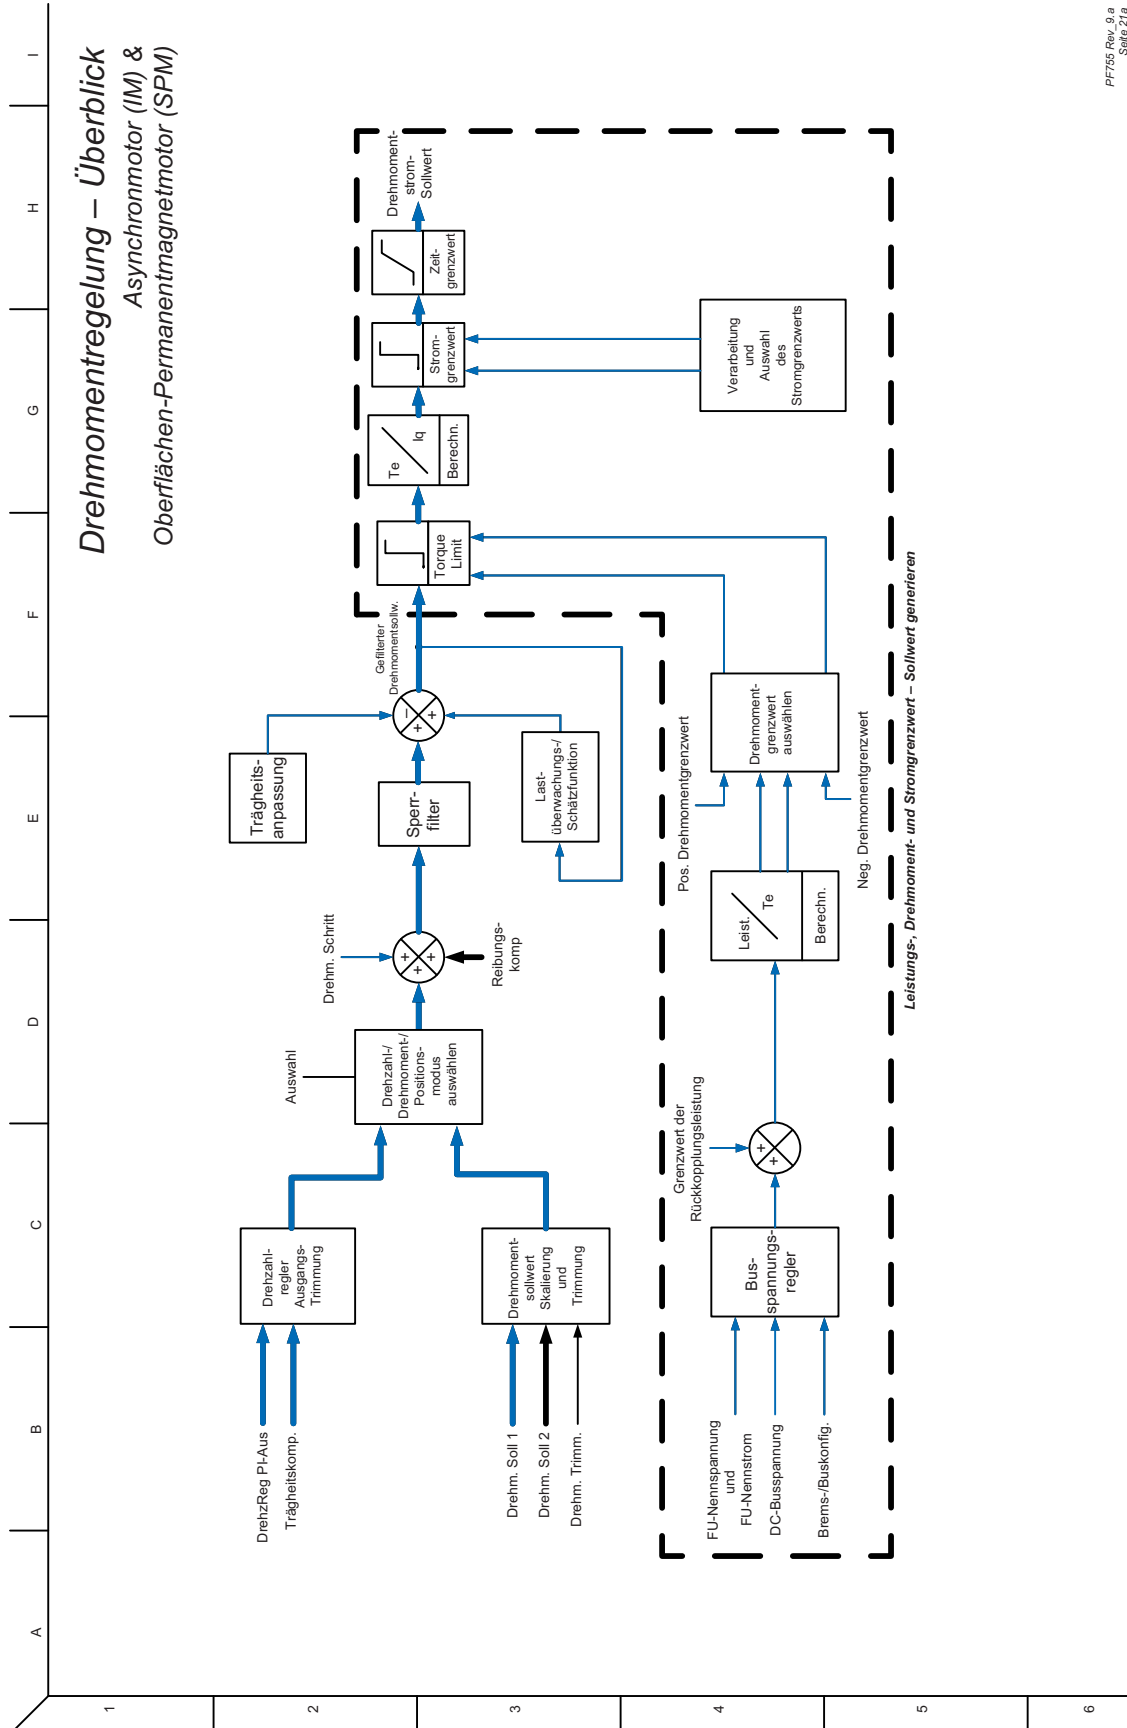 A
B
C
D
E
F
G
H
I
1
2
3
4
5
6
Drehmomentregelung – Überblick
Asynchronmotor (IM) &
Oberflächen-Permanentmagnetmotor (SPM)
DrehzReg PI-Aus
Trägheitskomp.
Drehzahl-
regler
Ausgangs-
Trimmung
Drehm. Soll 1
Drehm. Soll 2
Drehm. Trimm.
Drehmoment-
sollwert
Skalierung
und
Trimmung
Auswahl
Drehzahl-/
Drehmoment-/
Positions-
modus
auswählen
Drehm. Schritt
+
+
+
Reibungs-
komp
Sperr-
filter
Trägheits-
anpassung
–
+
+
Last-
überwachungs-/
Schätzfunktion
Gefilterter
Drehmomentsollw.
Torque
Limit
Te
Iq
Berechn.
Strom-
grenzwert
Zeit-
grenzwert
Drehmoment-
strom-
Sollwert
FU-Nennspannung
und
FU-Nennstrom
DC-Busspannung
Brems-/Buskonfig.
Bus-
spannungs-
regler
Grenzwert der
Rückkopplungsleistung
+
+
Leist.
Te
Berechn.
Pos. Drehmomentgrenzwert
Neg. Drehmomentgrenzwert
Drehmoment-
grenzwert
auswählen
Verarbeitung
und
Auswahl
des
Stromgrenzwerts
Leistungs-, Drehmoment- und Stromgrenzwert – Sollwert generieren
PF755 Rev_9.a
Seite 21a